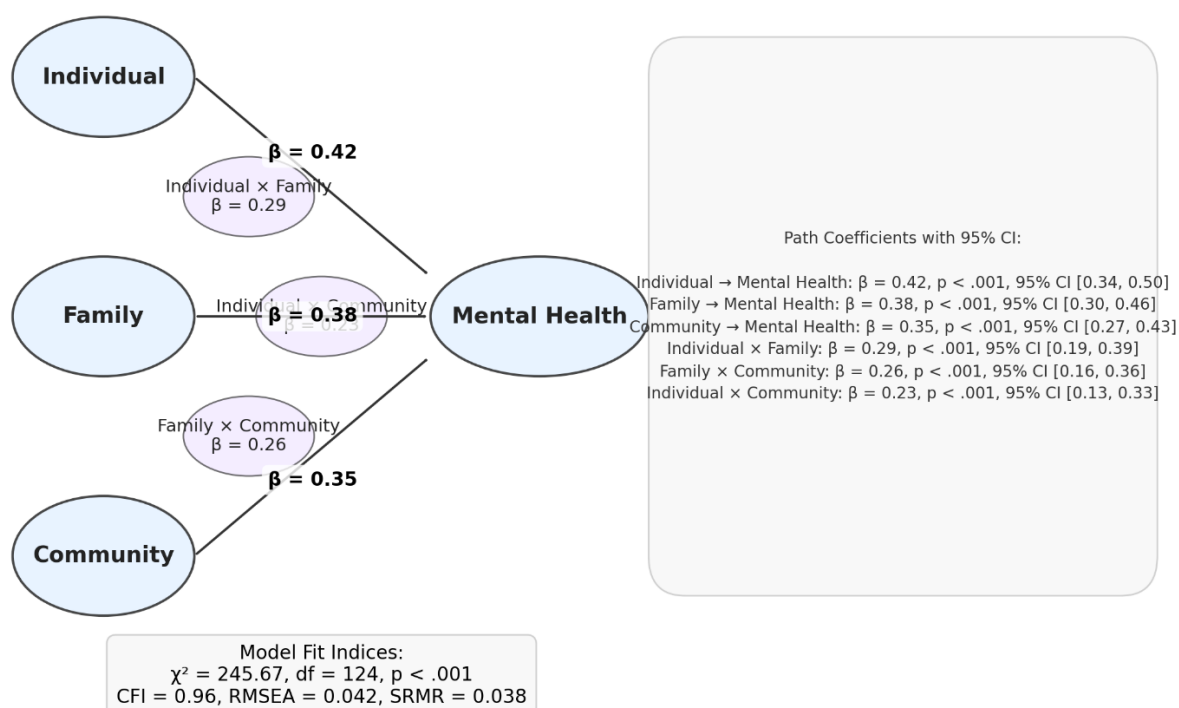 Individual
β = 0.42
Individual × Family
β = 0.29
Family
Individual × Community
β = 0.23
β = 0.38
Mental Health
Family × Community
β = 0.26
β = 0.35
Community
Path Coefficients with 95% CI:
Individual → Mental Health: β = 0.42, p < .001, 95% CI [0.34, 0.50]
Family → Mental Health: β = 0.38, p < .001, 95% CI [0.30, 0.46]
Community → Mental Health: β = 0.35, p < .001, 95% CI [0.27, 0.43]
Individual × Family: β = 0.29, p < .001, 95% CI [0.19, 0.39]
Family × Community: β = 0.26, p < .001, 95% CI [0.16, 0.36]
Individual × Community: β = 0.23, p < .001, 95% CI [0.13, 0.33]
Model Fit Indices:
χ² = 245.67, df = 124, p < .001
CFI = 0.96, RMSEA = 0.042, SRMR = 0.038